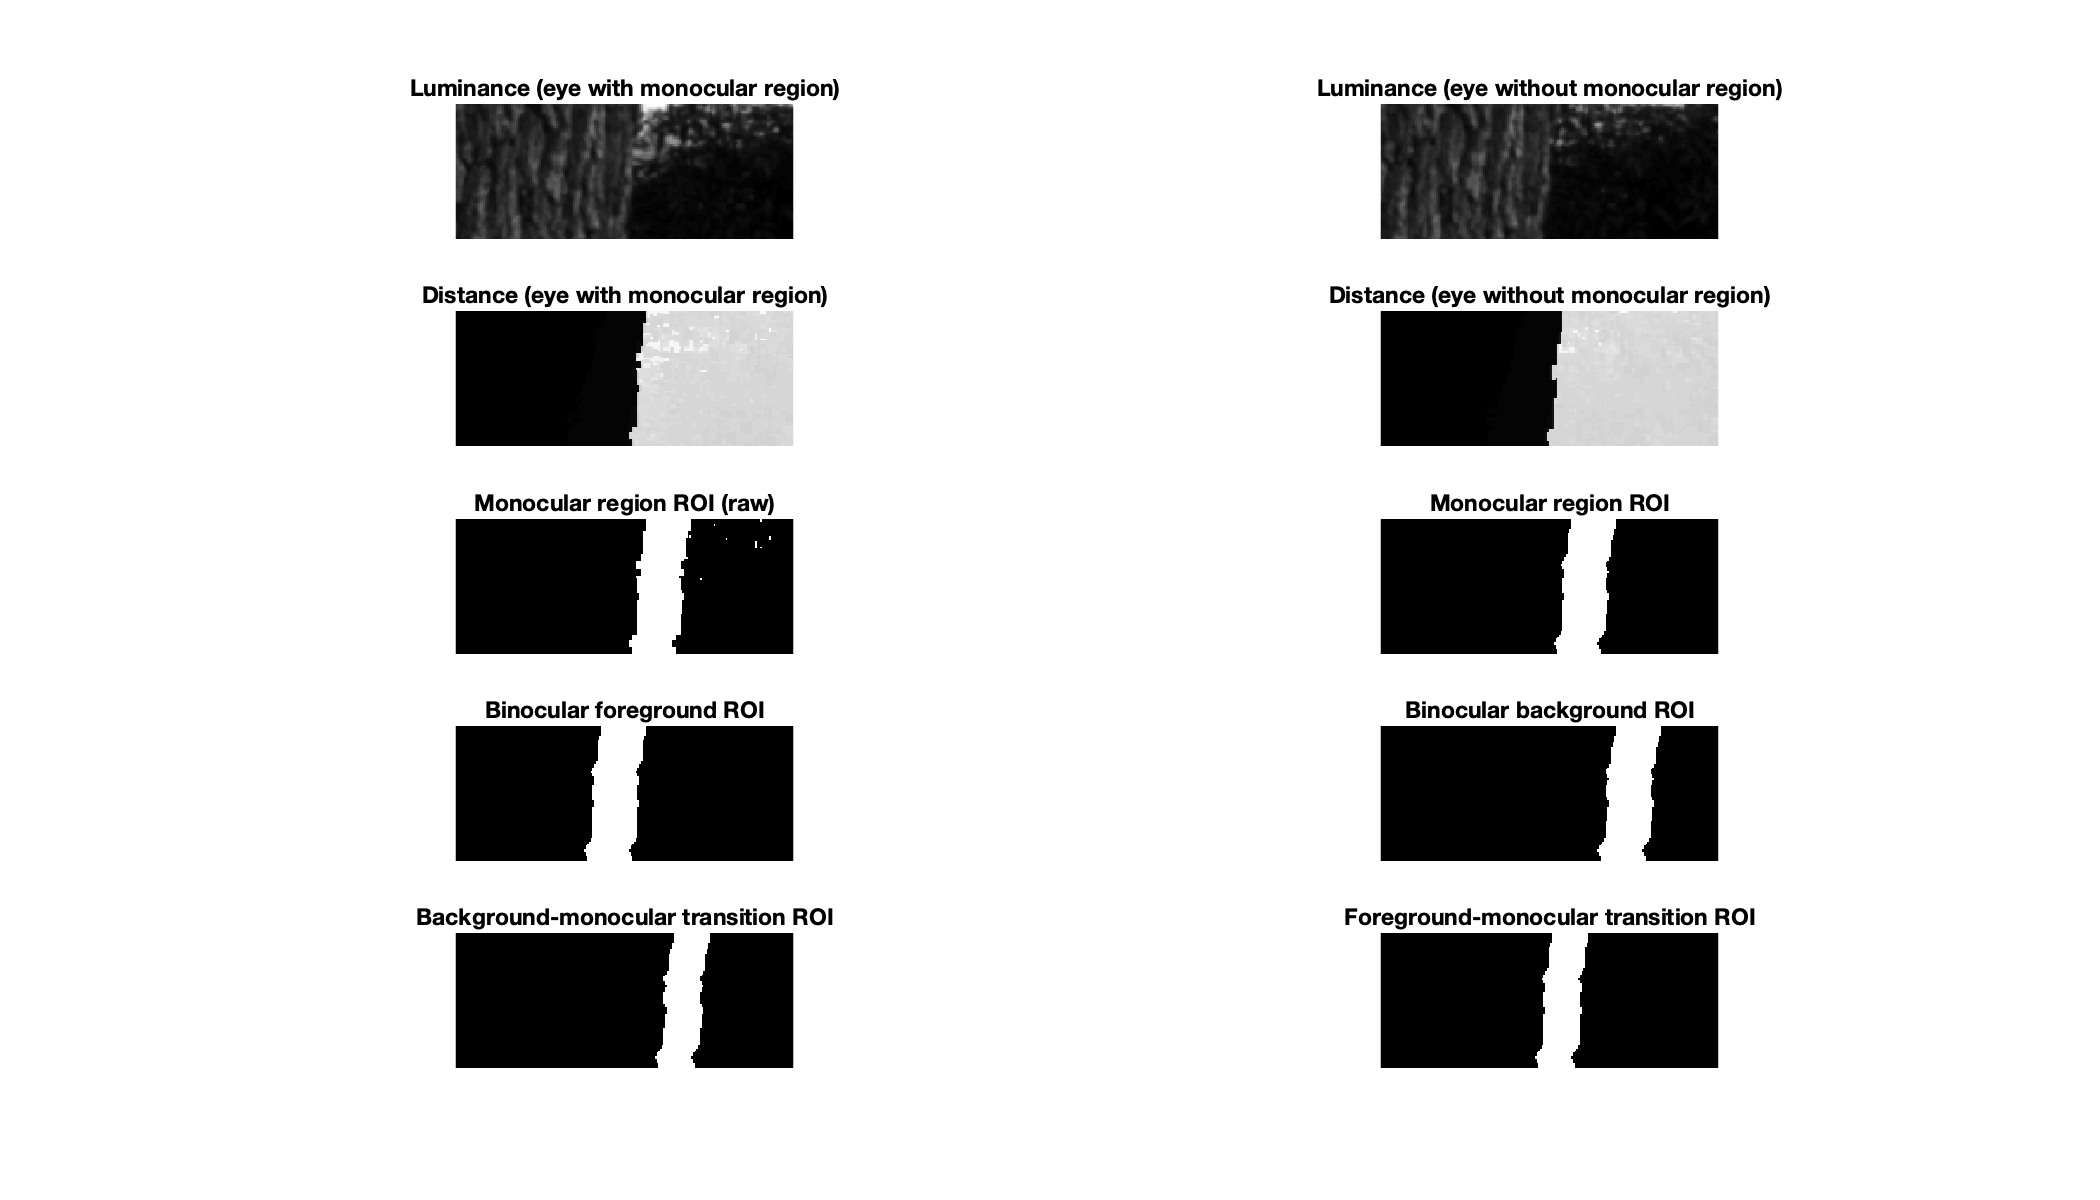 Luminance (eye with monocular region)
Luminance (eye without monocular region)
Distance (eye with monocular region)
Distance (eye without monocular region)
Monocular region ROI (raw)
Monocular region ROI
Binocular foreground ROI
Binocular background ROI
Background-monocular transition ROI
Foreground-monocular transition ROI